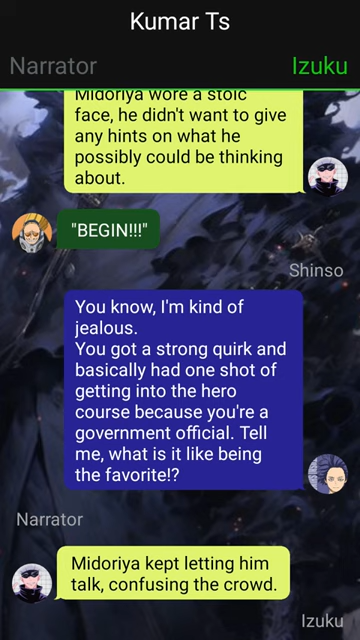 Kumar Ts
Narrator
Izuku
Midoriya wore a stoic
face, he didn't want to give
any hints on what he
possibly could be thinking
about.
"BEGIN!!!"
Shinso
You know, I'm kind of
jealous.
You got a strong quirk and
basically had one shot of
getting into the hero
course because you're a
government official. Tell
me, what is it like being
the favorite!?
Narrator
Midoriya kept letting him
talk, confusing the crowd.
Izuku